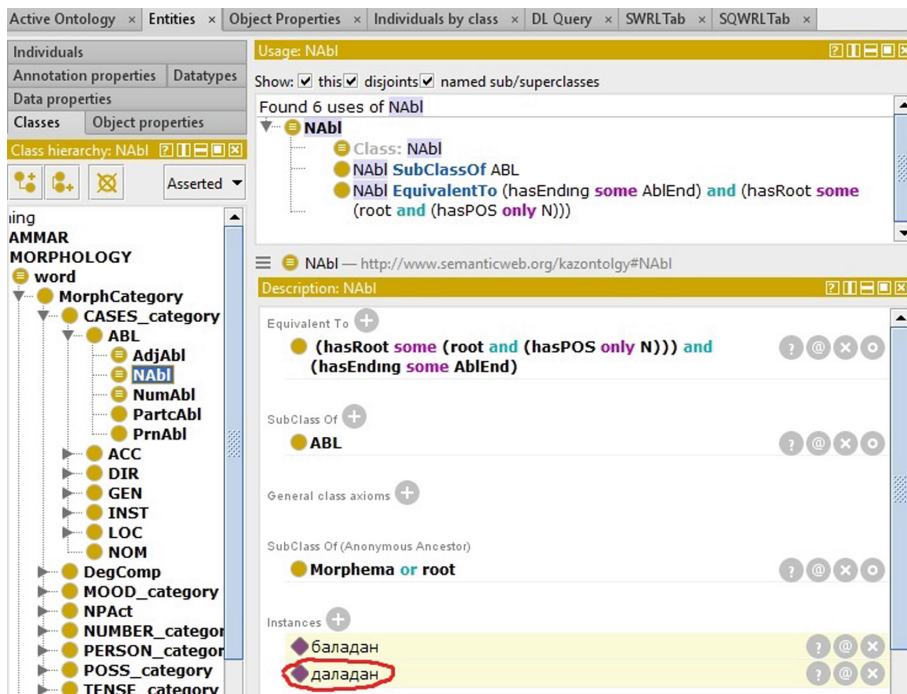 Active Ontology × Entities × Object Properties × Individuals by class × DL Query × SWRLTab × SQWRLTab ×
Individuals
Annotation properties Datatypes
Data properties
Classes Object properties
Class hierarchy: NAbl
Asserted
ning
AMMAR
MORPHOLOGY
word
MorphCategory
CASES_category
ABL
AdjAbl
NAbl
NumAbl
PartcAbl
PrnAbl
ACC
DIR
GEN
INST
LOC
NOM
DegComp
MOOD_category
NPAct
NUMBER_categor
PERSON_categor
POSS_category
TENSE_category
Usage: NAbl
Show: this disjoints named sub/superclasses
Found 6 uses of NAbl
NAbl
Class: NAbl
NAbl SubClassOf ABL
NAbl EquivalentTo (hasEnding some AblEnd) and (hasRoot some
(root and (hasPOS only N)))
NAbl — http://www.semanticweb.org/kazontolgy#NAbl
Description: NAbl
Equivalent To
(hasRoot some (root and (hasPOS only N))) and
(hasEnding some AblEnd)
SubClass Of
ABL
General class axioms
SubClass Of (Anonymous Ancestor)
Morphema or root
Instances
баладан
даладан